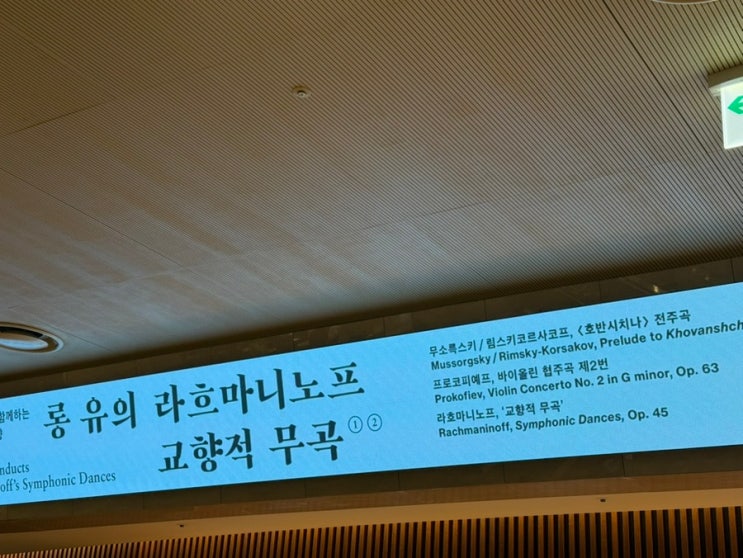 함께하는
롱 유의 라흐마니노프
교향적 무곡 ① ②
Symphonic Dances
무소륵스키 / 림스키코르사코프, 〈호반시치나〉 전주곡
Mussorgsky / Rimsky-Korsakov, Prelude to
프로코피예프, 바이올린 협주곡 제2번
Prokofiev, Violin Concerto No. 2 in G minor, Op. 63
라흐마니노프, '교향적 무곡'
Rachmaninoff, Symphonic Dances, Op. 45